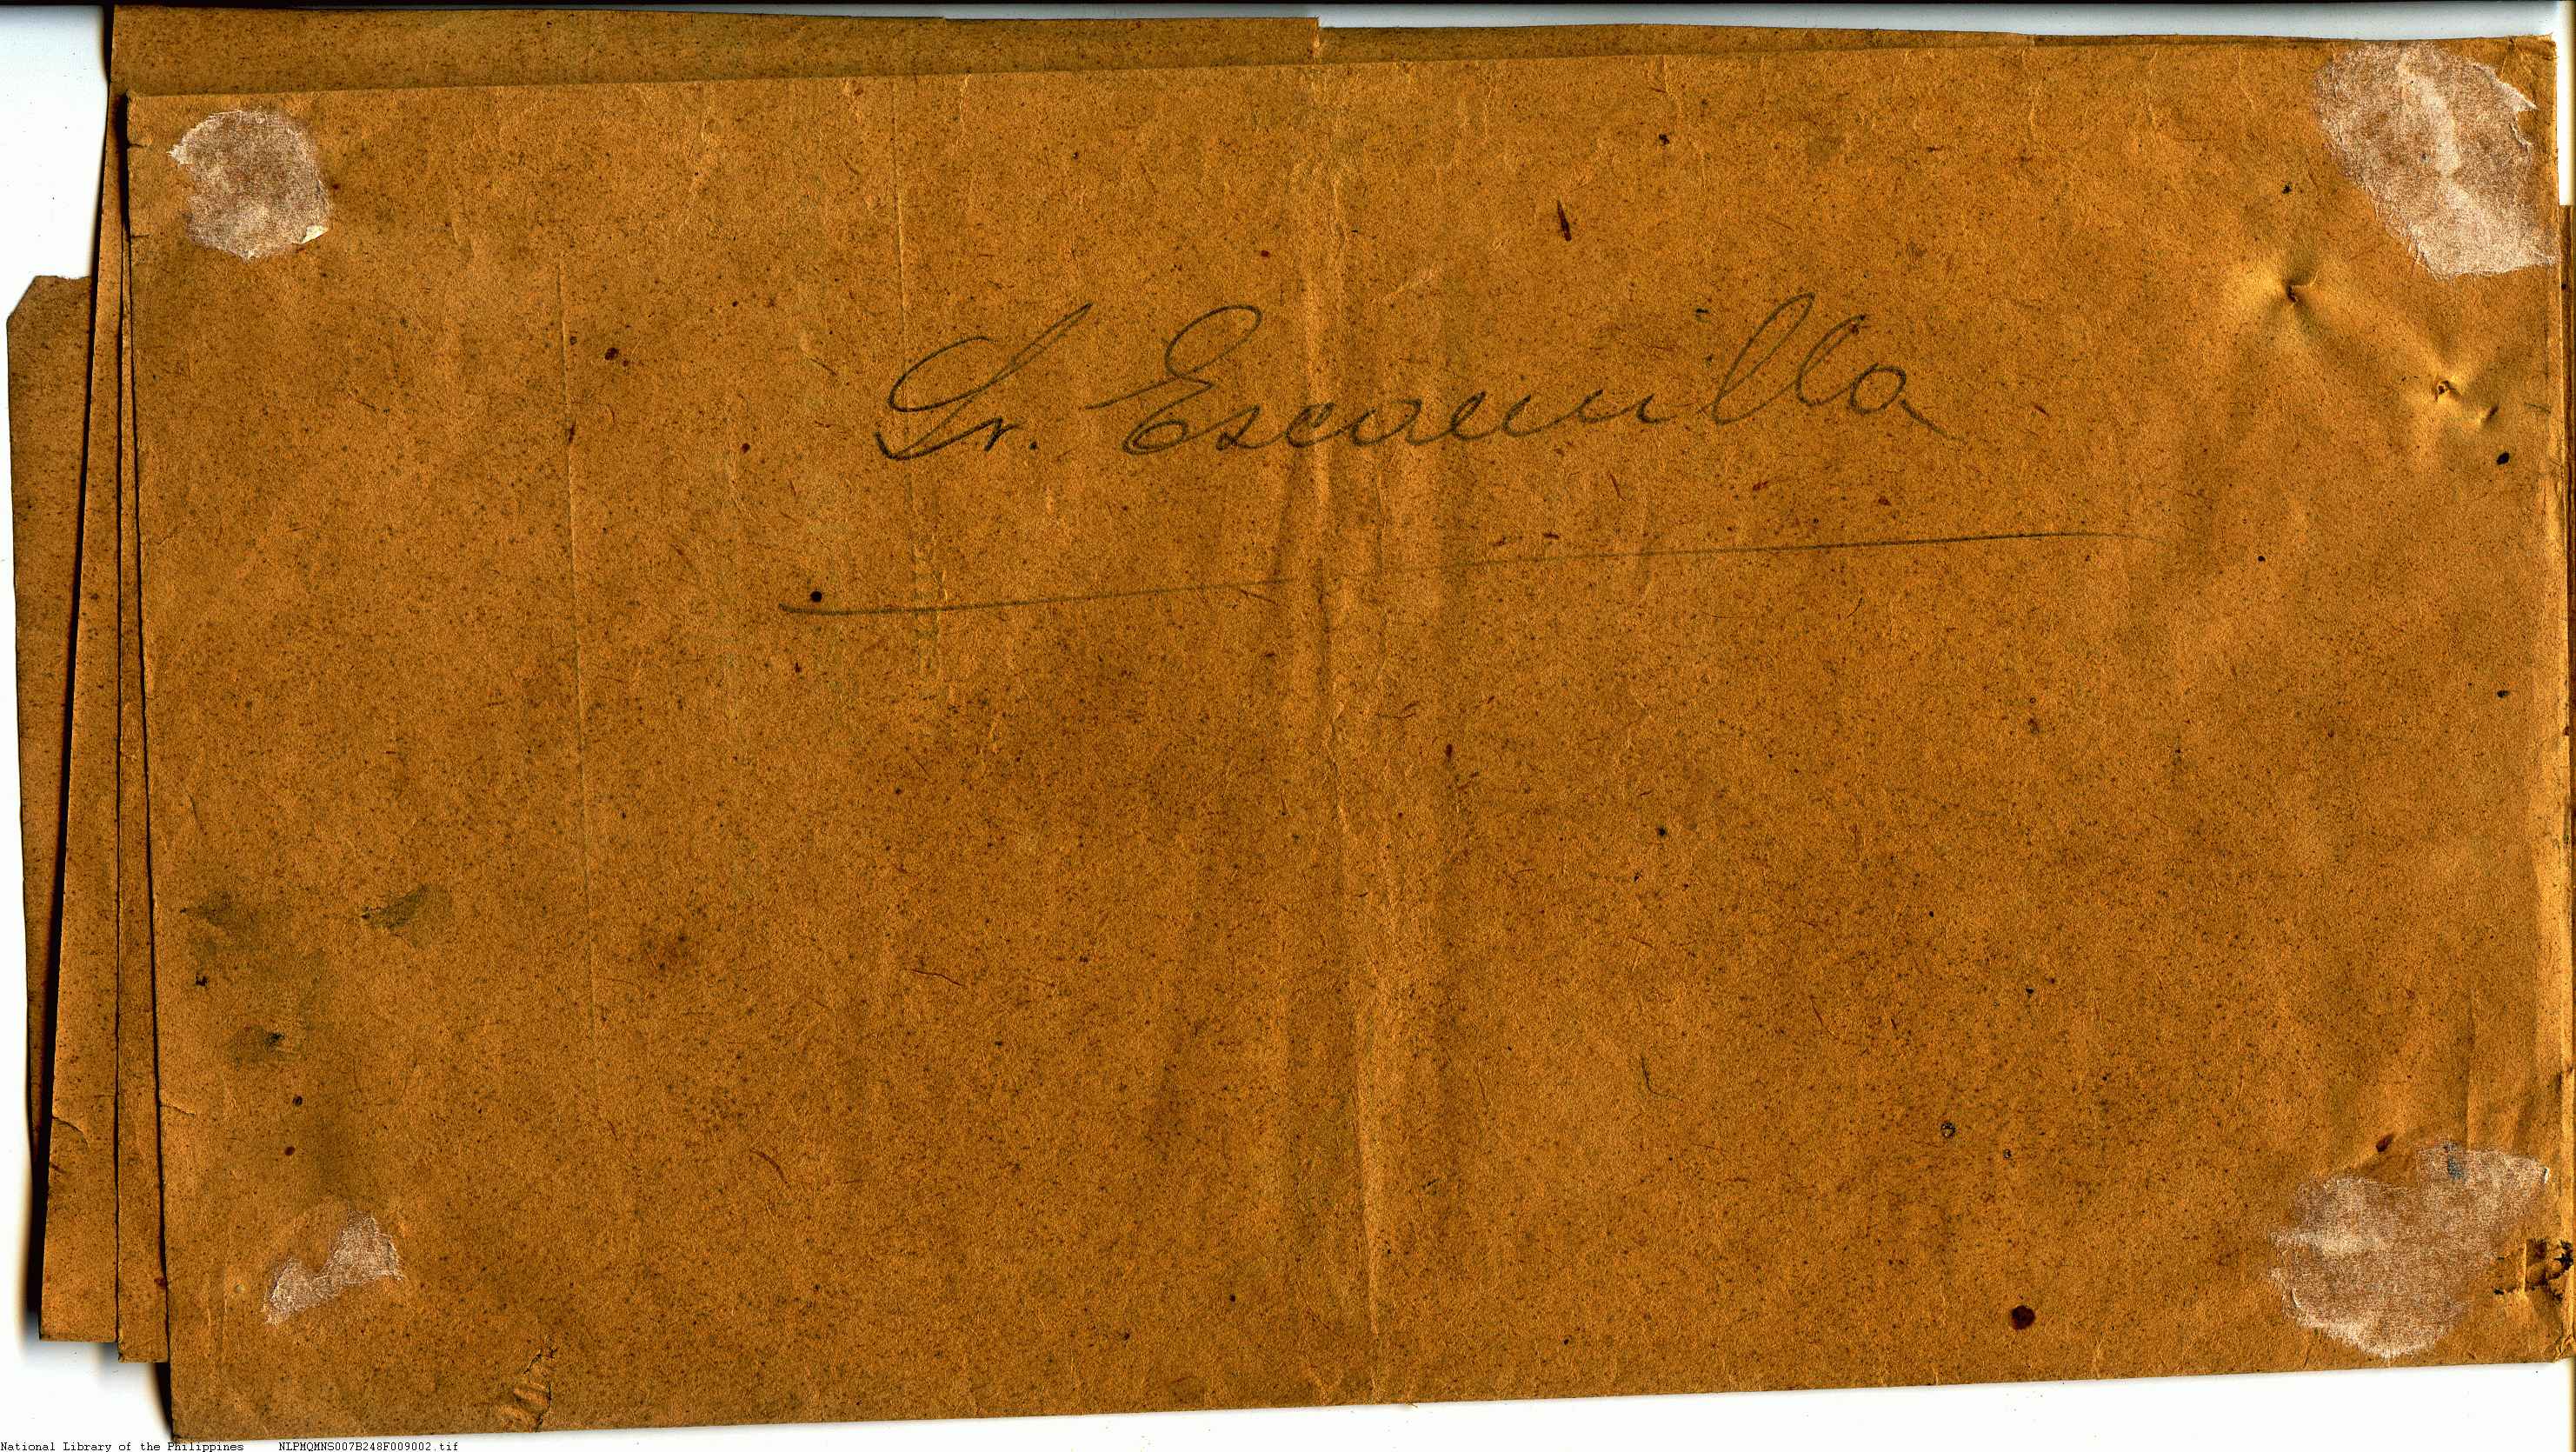 Sr. Escamilla
National Library of the Philippines NLPMQMNS007B248F009002.tif